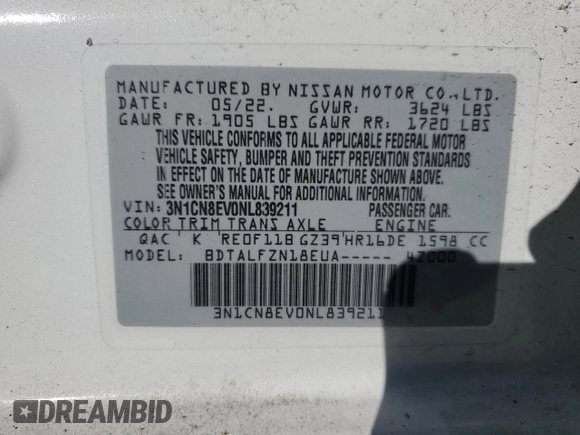 MANUFACTURED BY NISSAN MOTOR CO.,LTD.
DATE: 05/22. GVWR: 3624 LBS
GAWR FR: 1905 LBS GAWR RR: 1720 LBS
THIS VEHICLE CONFORMS TO ALL APPLICABLE FEDERAL MOTOR
VEHICLE SAFETY, BUMPER AND THEFT PREVENTION STANDARDS
IN EFFECT ON THE DATE OF MANUFACTURE SHOWN ABOVE.
SEE OWNER'S MANUAL FOR ADDITIONAL INFORMATION.
VIN: 3N1CN8EV0NL839211 PASSENGER CAR.
COLOR TRIM TRANS AXLE ENGINE
QAC K RE0F11B GZ39 HR16DE 1598 CC
MODEL: BDTALFZN18EUA----- 42000
3N1CN8EV0NL839211
DREAMBID